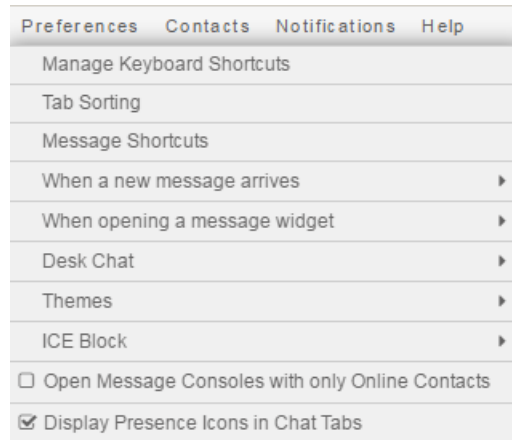 Preferences Contacts Notifications Help
Manage Keyboard Shortcuts
Tab Sorting
Message Shortcuts
When a new message arrives
When opening a message widget
Desk Chat
Themes
ICE Block
Open Message Consoles with only Online Contacts
Display Presence Icons in Chat Tabs